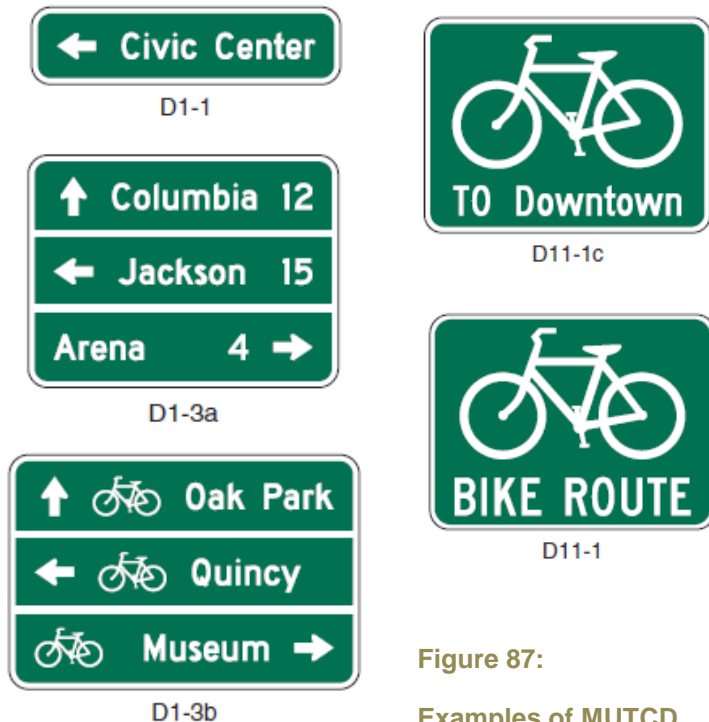 ← Civic Center
D1-1
↑ Columbia 12
← Jackson 15
Arena 4 →
D1-3a
↑ Oak Park
← Quincy
Museum →
D1-3b
TO Downtown
D11-1c
BIKE ROUTE
D11-1
Figure 87:
Examples of MUTCD